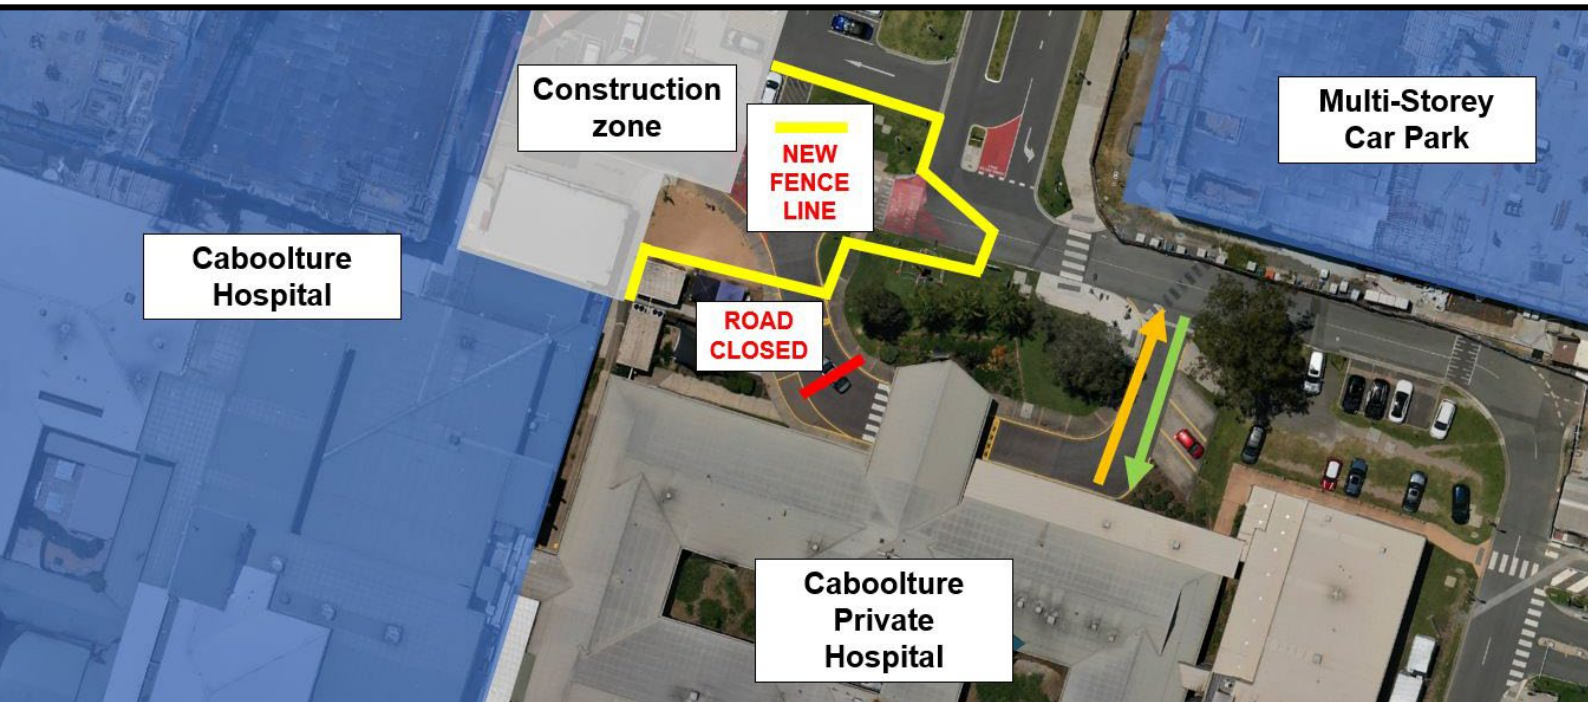 Construction
zone
NEW
FENCE
LINE
Multi-Storey
Car Park
Caboolture
Hospital
ROAD
CLOSED
Caboolture
Private
Hospital